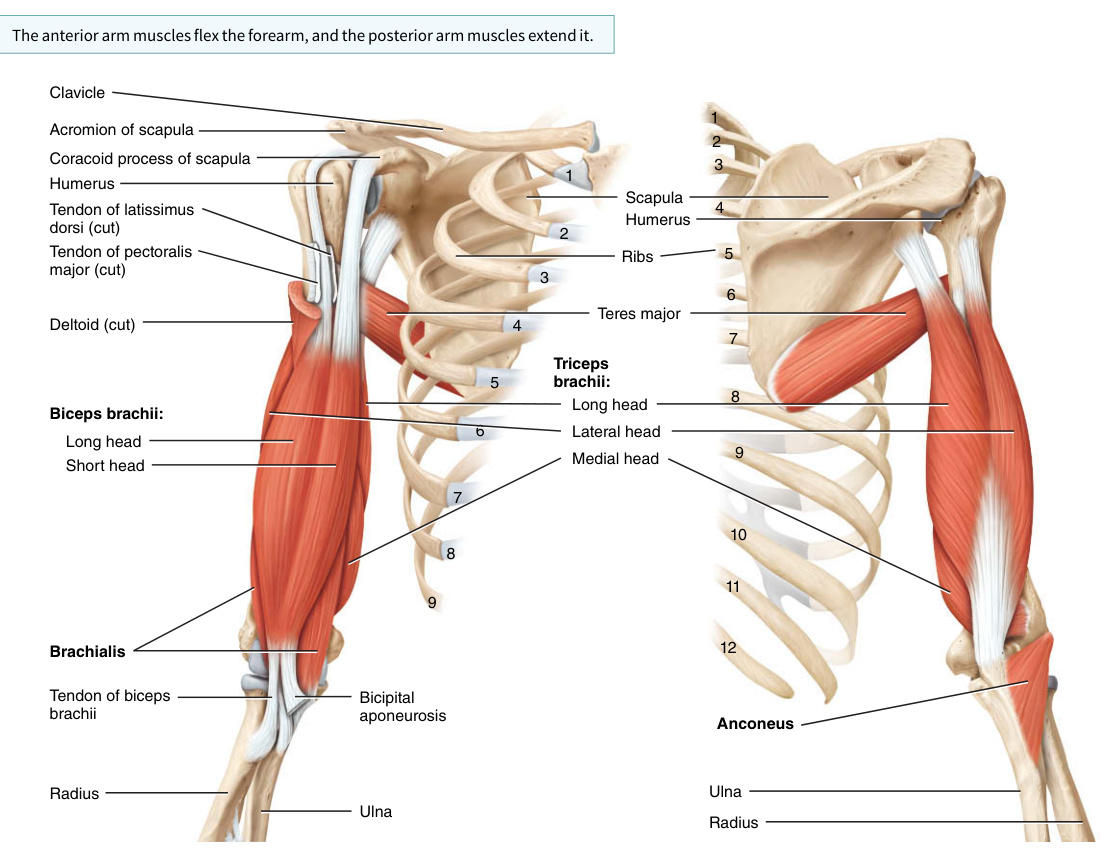 The anterior arm muscles flex the forearm, and the posterior arm muscles extend it.
Clavicle
Acromion of scapula
Coracoid process of scapula
Humerus
Tendon of latissimus
dorsi (cut)
Tendon of pectoralis
major (cut)
Deltoid (cut)
Biceps brachii:
Long head
Short head
Brachialis
Tendon of biceps
brachii
Radius
Bicipital
aponeurosis
Ulna
1
2
3
4
5
6
7
8
9
Scapula
Humerus
Ribs
Teres major
Triceps
brachii:
Long head
Lateral head
Medial head
1
2
3
4
5
6
7
8
9
10
11
12
Anconeus
Ulna
Radius